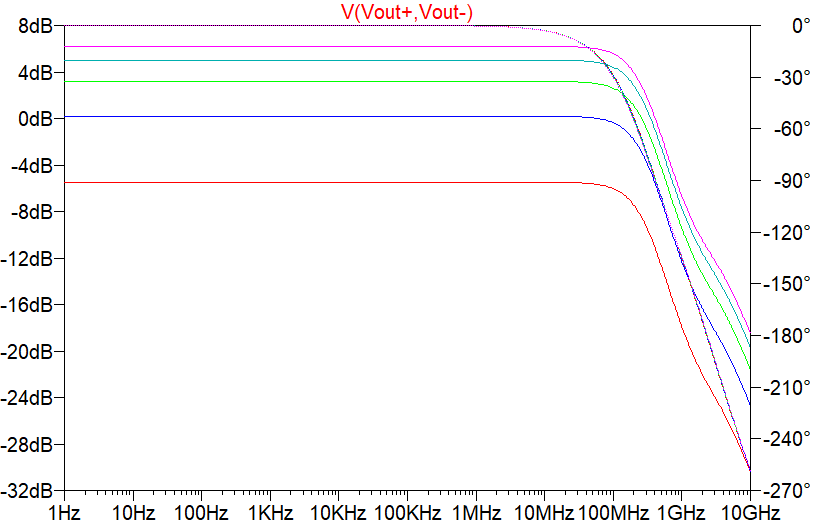 V(Vout+,Vout-)
8dB
4dB
0dB
-4dB
-8dB
-12dB
-16dB
-20dB
-24dB
-28dB
-32dB
0°
-30°
-60°
-90°
-120°
-150°
-180°
-210°
-240°
-270°
1Hz 10Hz 100Hz 1KHz 10KHz 100KHz 1MHz 10MHz 100MHz 1GHz 10GHz